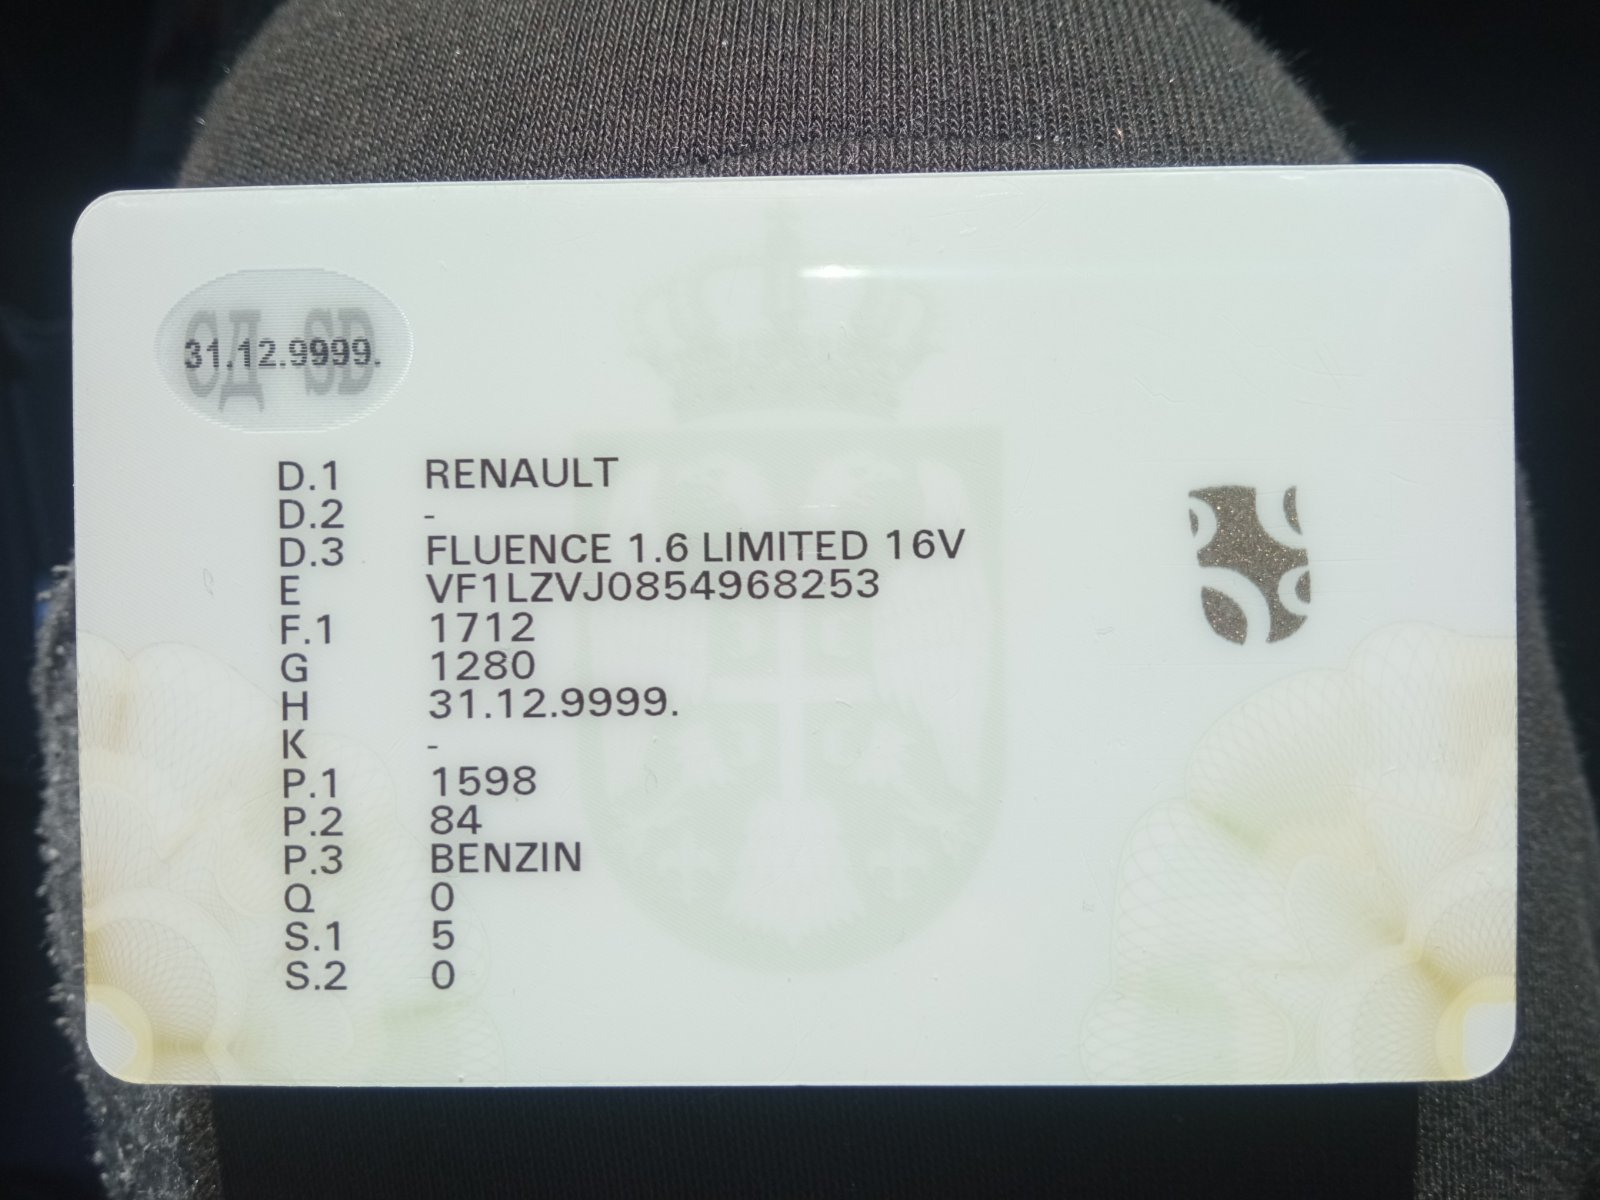 СД SD
31.12.9999.
D.1 RENAULT
D.2 -
D.3 FLUENCE 1.6 LIMITED 16V
E VF1LZVJ0854968253
F.1 1712
G 1280
H 31.12.9999.
K -
P.1 1598
P.2 84
P.3 BENZIN
Q 0
S.1 5
S.2 0